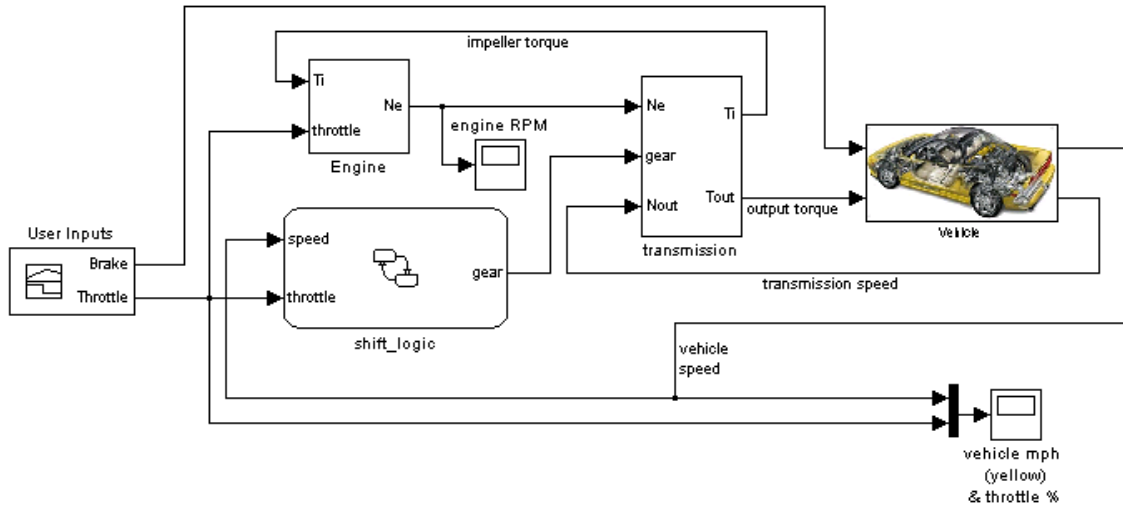 impeller torque
Ti
Ne
throttle
Engine
engine RPM
Ne
Ti
gear
Nout
Tout
transmission
output torque
Vehicle
transmission speed
User Inputs
Brake
Throttle
speed
gear
throttle
shift_logic
vehicle
speed
vehicle mph
(yellow)
& throttle %